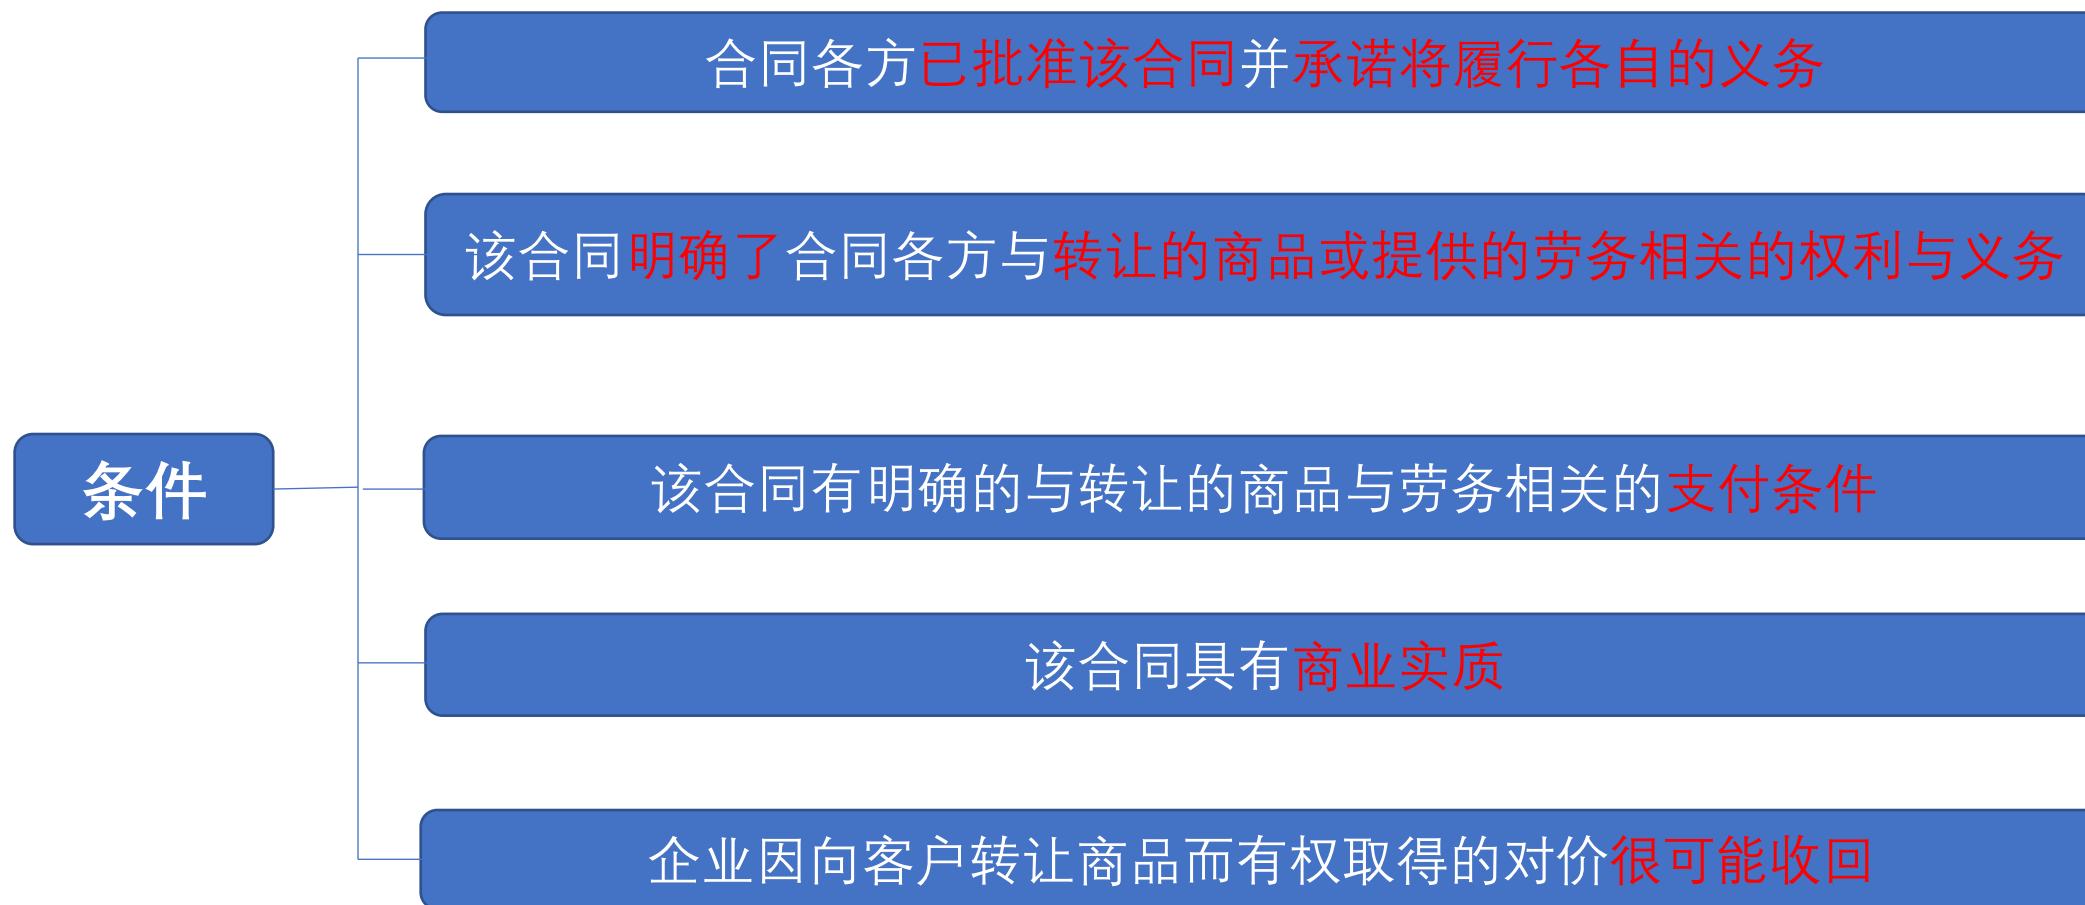 合同各方已批准该合同并承诺将履行各自的义务
该合同明确了合同各方与转让的商品或提供的劳务相关的权利与义务
条件
该合同有明确的与转让的商品与劳务相关的支付条件
该合同具有商业实质
企业因向客户转让商品而有权取得的对价很可能收回